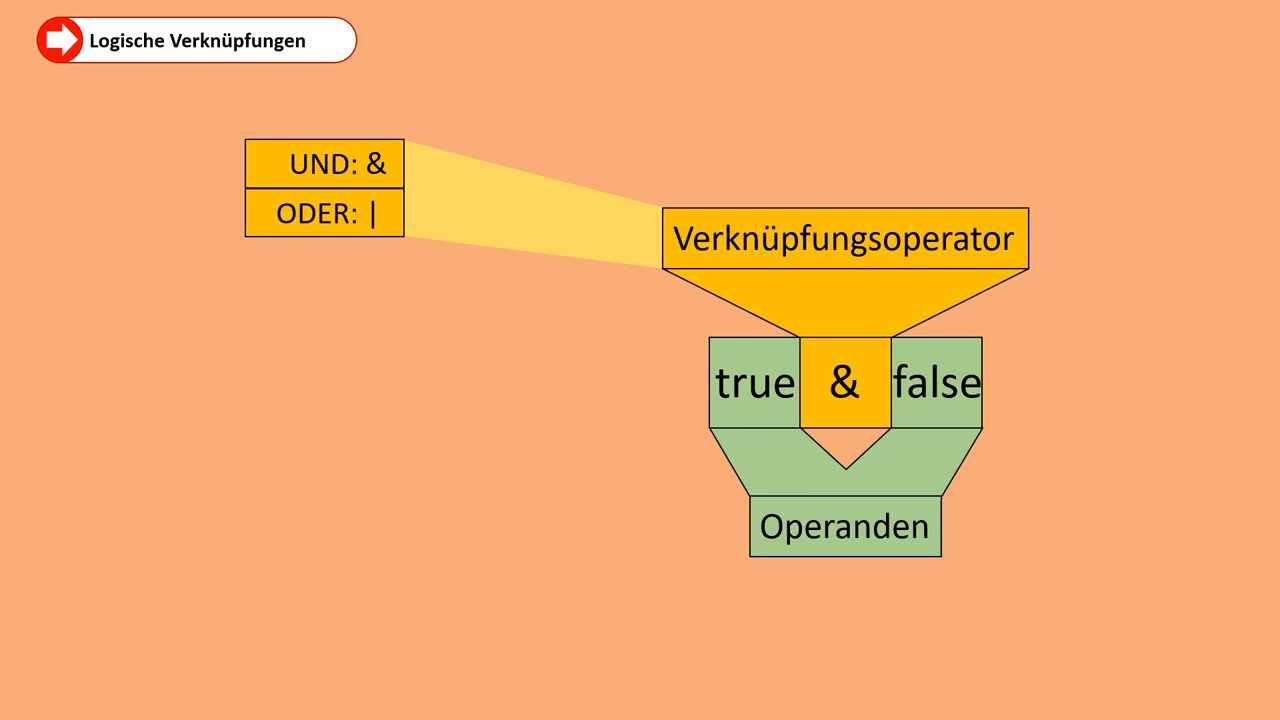 Logische Verknüpfungen
UND: &
ODER: |
Verknüpfungsoperator
true & false
Operanden